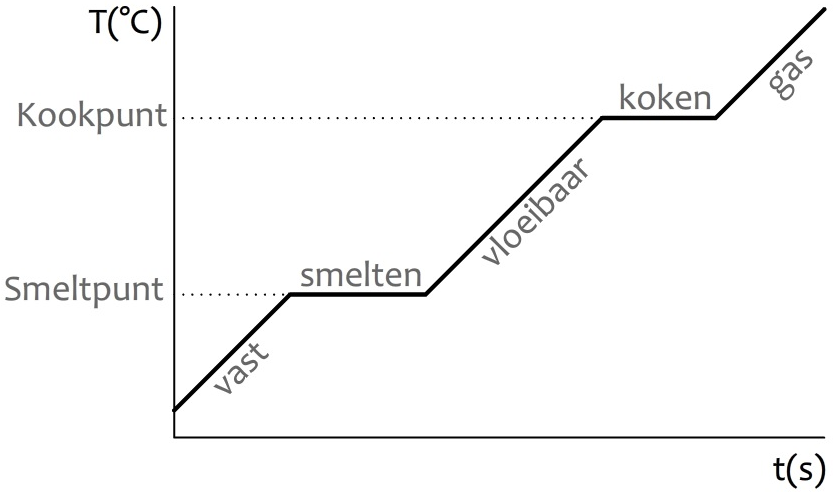 T(°C)
Kookpunt
koken
gas
vloeibaar
Smeltpunt
smelten
vast
t(s)